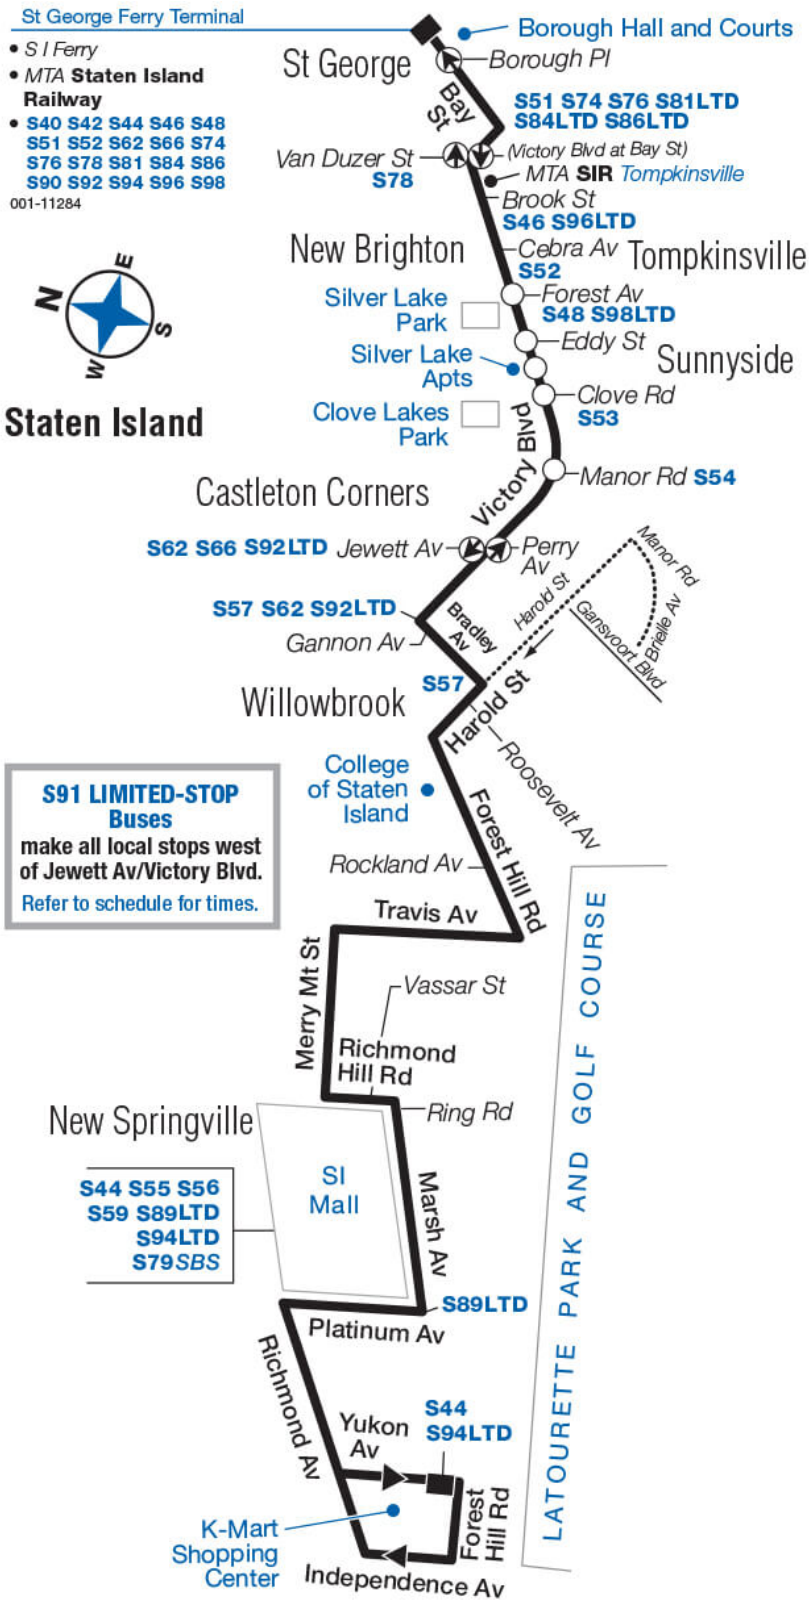 St George Ferry Terminal
• S I Ferry
• MTA Staten Island
Railway
• S40 S42 S44 S46 S48
S51 S52 S62 S66 S74
S76 S78 S81 S84 S86
S90 S92 S94 S96 S98
001-11284
Borough Hall and Courts
St George
Borough Pl
Bay
St
S51 S74 S76 S81LTD
S84LTD S86LTD
Van Duzer St
S78
(Victory Blvd at Bay St)
MTA SIR Tompkinsville
Brook St
S46 S96LTD
New Brighton
Cebra Av
S52
Tompkinsville
N
E
S
W
Staten Island
Silver Lake
Park
Forest Av
S48 S98LTD
Eddy St
Silver Lake
Apts
Sunnyside
Clove Rd
S53
Clove Lakes
Park
Victory Blvd
Manor Rd S54
Castleton Corners
S62 S66 S92LTD Jewett Av
Perry
Av
Manor Rd
Harold St
Brielle Av
Gansvoort Blvd
S57 S62 S92LTD
Gannon Av
Bradley
Av
S57
Willowbrook
Harold St
Roosevelt Av
College
of Staten
Island
S91 LIMITED-STOP
Buses
make all local stops west
of Jewett Av/Victory Blvd.
Refer to schedule for times.
Forest Hill Rd
Rockland Av
Travis Av
Merry Mt St
Vassar St
Richmond
Hill Rd
Ring Rd
New Springville
SI
Mall
S44 S55 S56
S59 S89LTD
S94LTD
S79SBS
Marsh Av
S89LTD
Platinum Av
Richmond Av
Yukon
Av
S44
S94LTD
Forest
Hill Rd
K-Mart
Shopping
Center
Independence Av
LATOURETTE PARK AND GOLF COURSE